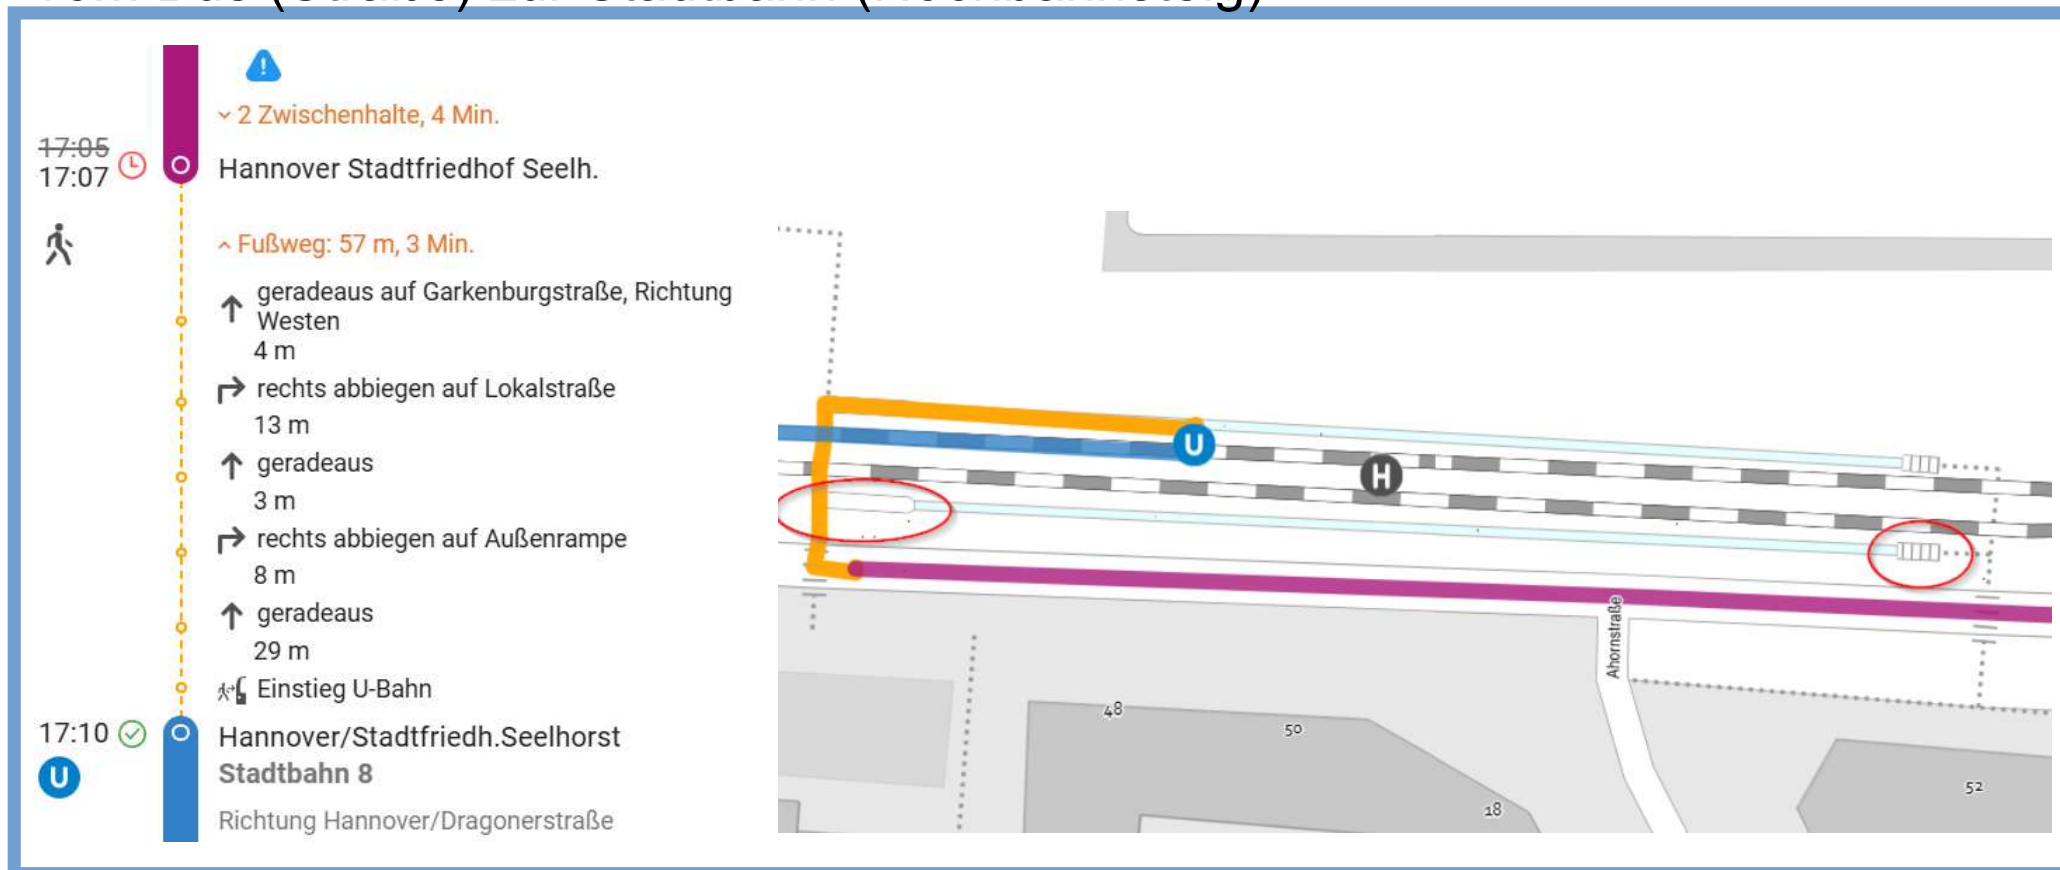 2 Zwischenhalte, 4 Min.
17:05
17:07
Hannover Stadtfriedhof Seelh.
Fußweg: 57 m, 3 Min.
geradeaus auf Garkenburgstraße, Richtung
Westen
4 m
rechts abbiegen auf Lokalstraße
13 m
geradeaus
3 m
rechts abbiegen auf Außenrampe
8 m
geradeaus
29 m
Einstieg U-Bahn
17:10
Hannover/Stadtfriedh.Seelhorst
U
Stadtbahn 8
Richtung Hannover/Dragonerstraße
U
H
Ahornstraße
48
50
18
52